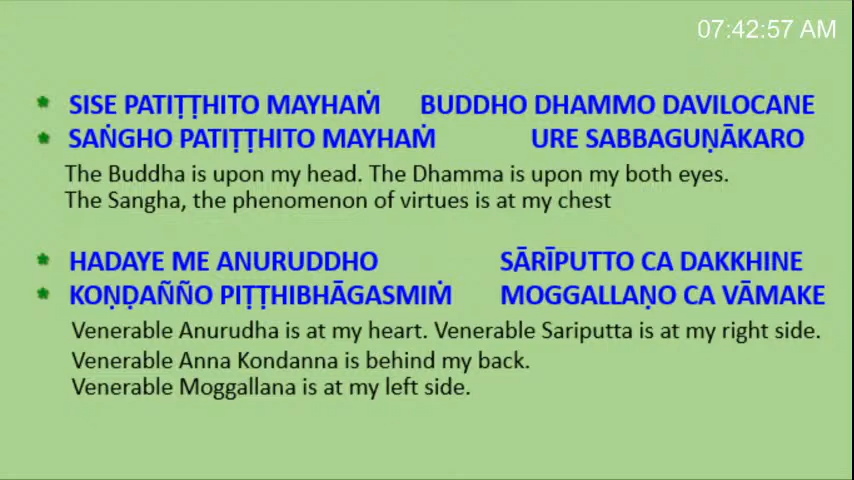 07:42:57 AM
SISE PATIṬṬHITO MAYHAṀ BUDDHO DHAMMO DAVILOCANE
SAṄGHO PATIṬṬHITO MAYHAṀ URE SABBAGUṆĀKARO
The Buddha is upon my head. The Dhamma is upon my both eyes.
The Sangha, the phenomenon of virtues is at my chest
HADAYE ME ANURUDDHO SĀRĪPUTTO CA DAKKHINE
KOṆḌAÑÑO PIṬṬHIBHĀGASMIṀ MOGGALLAṆO CA VĀMAKE
Venerable Anurudha is at my heart. Venerable Sariputta is at my right side.
Venerable Anna Kondanna is behind my back.
Venerable Moggallana is at my left side.